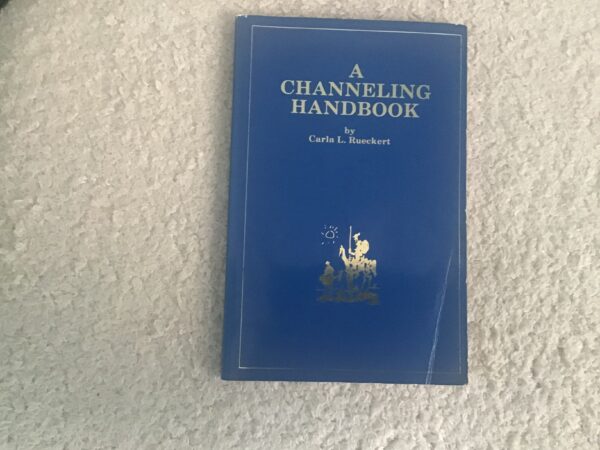 A
CHANNELING
HANDBOOK
by
Carla L. Rueckert